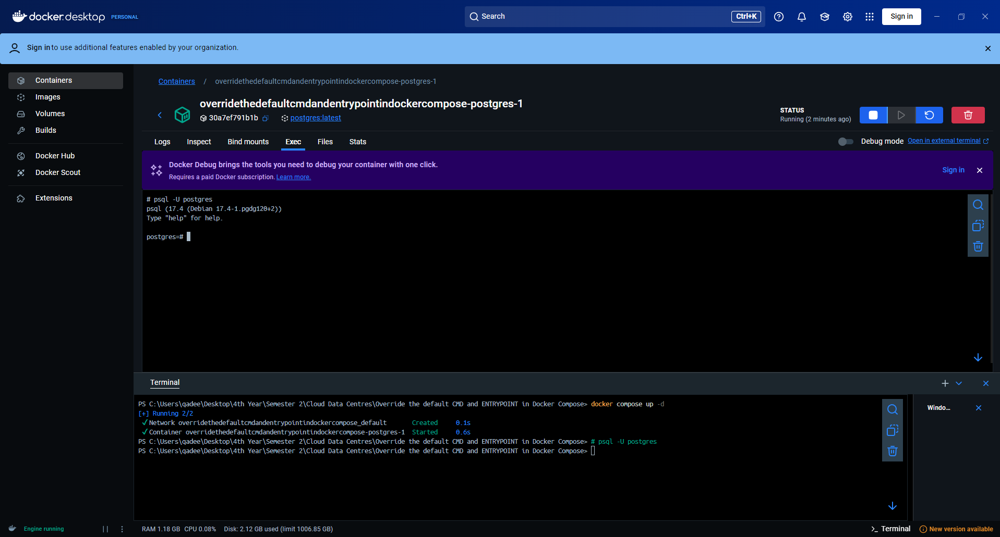 docker.desktop PERSONAL
Search
Ctrl+K
Sign in
Sign in to use additional features enabled by your organization.
Containers
Images
Volumes
Builds
Docker Hub
Docker Scout
Extensions
Containers / overridethedefaultcmdandentrypointindockercompose-postgres-1
overridethedefaultcmdandentrypointindockercompose-postgres-1
30a7ef791b1b postgres:latest
STATUS
Running (2 minutes ago)
Logs Inspect Bind mounts Exec Files Stats
Debug mode Open in external terminal
Docker Debug brings the tools you need to debug your container with one click.
Requires a paid Docker subscription. Learn more.
Sign in
# psql -U postgres
psql (17.4 (Debian 17.4-1.pgdg120+2))
Type "help" for help.
postgres=#
Terminal
PS C:\Users\qadee\Desktop\4th Year\Semester 2\Cloud Data Centres\Override the default CMD and ENTRYPOINT in Docker Compose> docker compose up -d
[+] Running 2/2
✓Network overridethedefaultcmdandentrypointindockercompose_default Created 0.1s
✓Container overridethedefaultcmdandentrypointindockercompose-postgres-1 Started 0.6s
PS C:\Users\qadee\Desktop\4th Year\Semester 2\Cloud Data Centres\Override the default CMD and ENTRYPOINT in Docker Compose> # psql -U postgres
PS C:\Users\qadee\Desktop\4th Year\Semester 2\Cloud Data Centres\Override the default CMD and ENTRYPOINT in Docker Compose>
Windo...
Engine running
RAM 1.18 GB CPU 0.08% Disk: 2.12 GB used (limit 1006.85 GB)
>_ Terminal
New version available